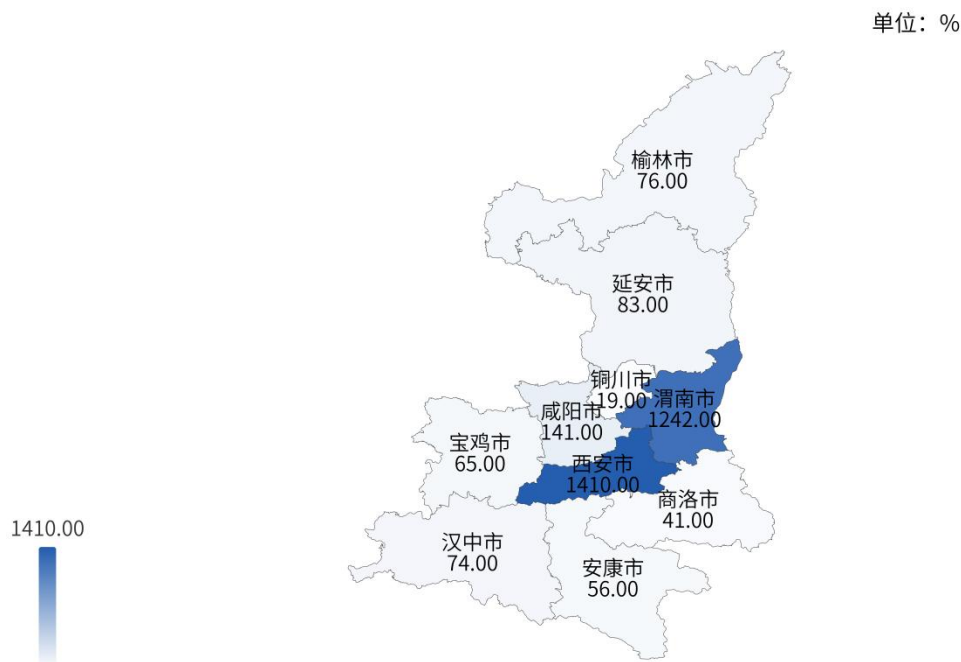 单位：%
榆林市
76.00
延安市
83.00
铜川市
19.00
渭南市
1242.00
咸阳市
141.00
宝鸡市
65.00
西安市
1410.00
商洛市
41.00
1410.00
汉中市
74.00
安康市
56.00